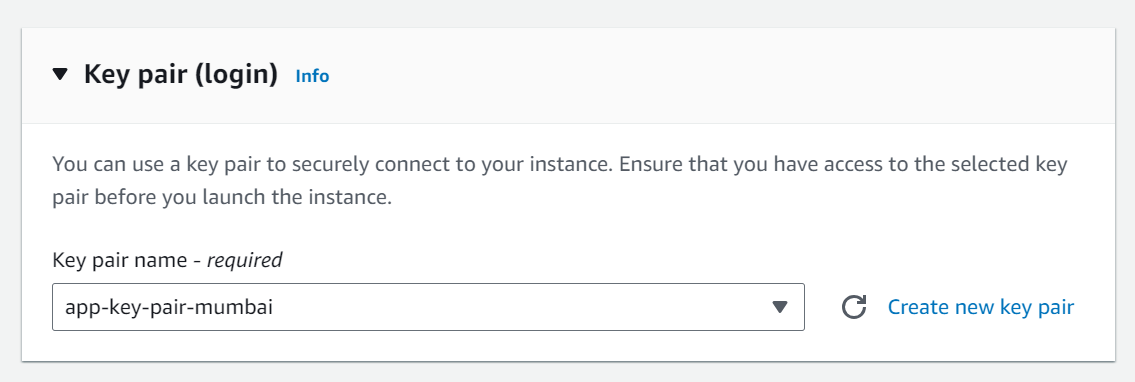 Key pair (login) Info
You can use a key pair to securely connect to your instance. Ensure that you have access to the selected key
pair before you launch the instance.
Key pair name - required
app-key-pair-mumbai
Create new key pair